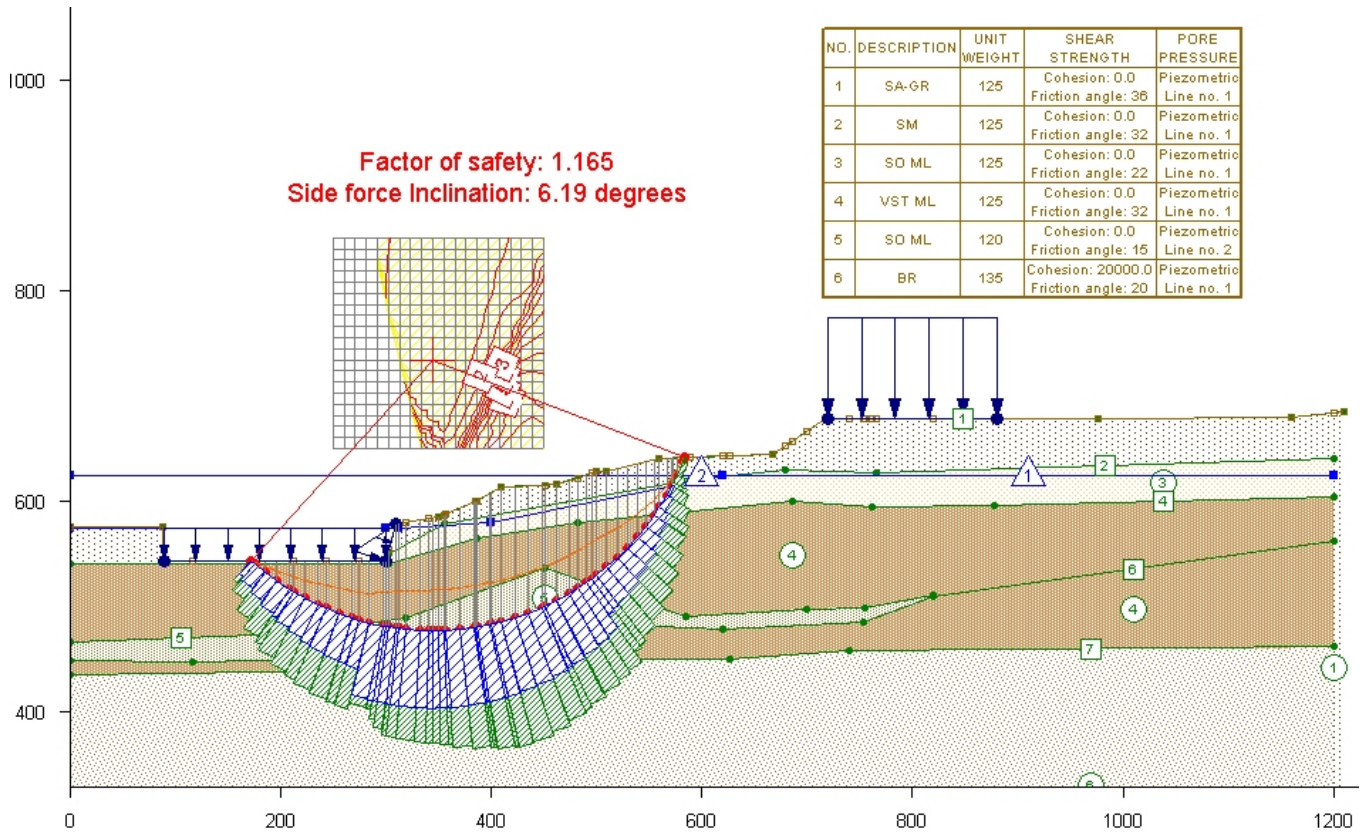 NO. DESCRIPTION UNIT WEIGHT SHEAR STRENGTH PORE PRESSURE
1 SA-GR 125 Cohesion: 0.0 Friction angle: 36 Piezometric Line no. 1
2 SM 125 Cohesion: 0.0 Friction angle: 32 Piezometric Line no. 1
3 SO ML 125 Cohesion: 0.0 Friction angle: 22 Piezometric Line no. 1
4 VST ML 125 Cohesion: 0.0 Friction angle: 32 Piezometric Line no. 1
5 SO ML 120 Cohesion: 0.0 Friction angle: 15 Piezometric Line no. 2
6 BR 135 Cohesion: 20000.0 Friction angle: 20 Piezometric Line no. 1
Factor of safety: 1.165
Side force Inclination: 6.19 degrees
3
1000
800
600
400
1
2
2
1
3
4
4
6
4
5
7
1
0
200
400
600
800
1000
1200